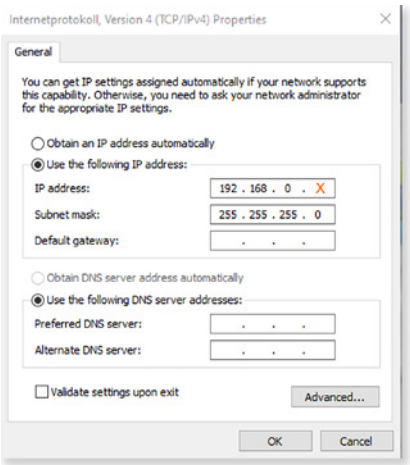 Internetprotokoll, Version 4 (TCP/IPv4) Properties
General
You can get IP settings assigned automatically if your network supports
this capability. Otherwise, you need to ask your network administrator
for the appropriate IP settings.
Obtain an IP address automatically
Use the following IP address:
IP address: 192 . 168 . 0 . X
Subnet mask: 255 . 255 . 255 . 0
Default gateway: . . .
Obtain DNS server address automatically
Use the following DNS server addresses:
Preferred DNS server: . . .
Alternate DNS server: . . .
Validate settings upon exit
Advanced...
OK Cancel